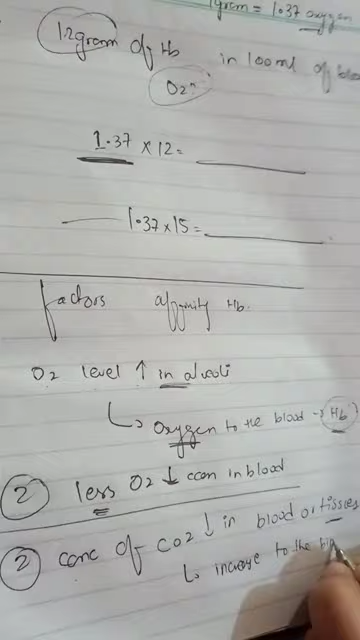 1gram = 1.37 oxygen
12gram of Hb in 100ml of
O2
1.37 x 12 =
1.37 x 15 =
factors affinity Hb.
O2 level ↑ in alveoli
↳ oxygen to the blood → Hb
② less O2 ↓ in blood
② conc of CO2 ↓ in blood or tissues
↳ increase to the